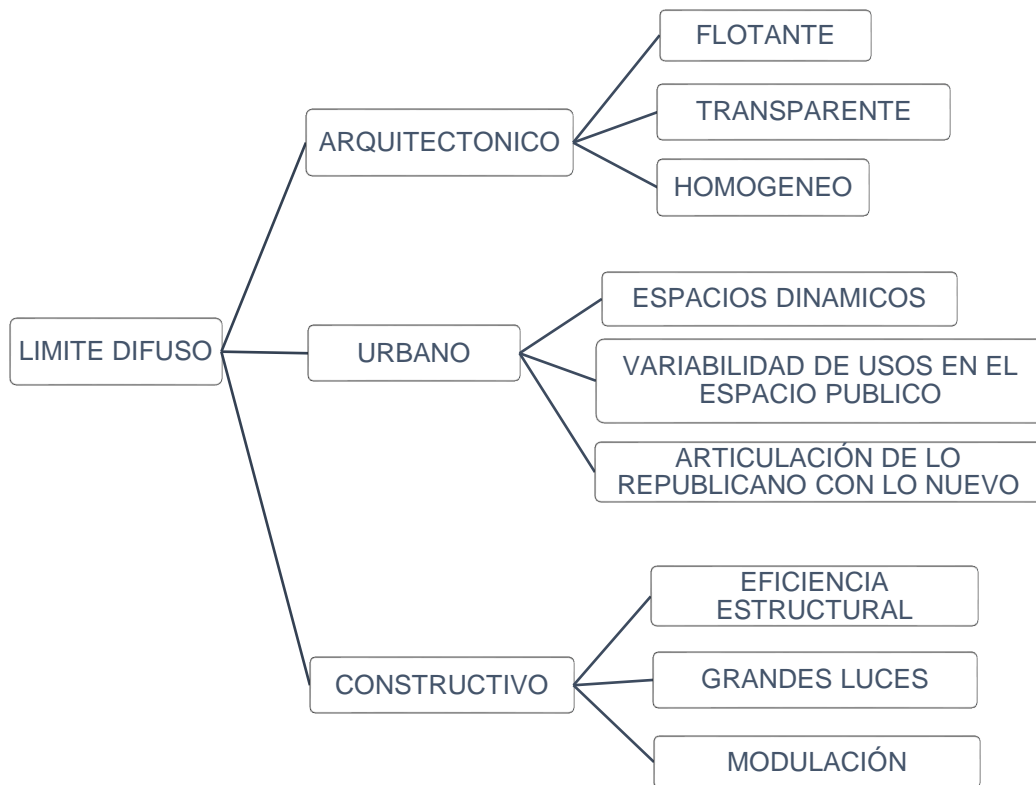 LIMITE DIFUSO
ARQUITECTONICO
FLOTANTE
TRANSPARENTE
HOMOGENEO
URBANO
ESPACIOS DINAMICOS
VARIABILIDAD DE USOS EN EL
ESPACIO PUBLICO
ARTICULACIÓN DE LO
REPUBLICANO CON LO NUEVO
CONSTRUCTIVO
EFICIENCIA
ESTRUCTURAL
GRANDES LUCES
MODULACIÓN